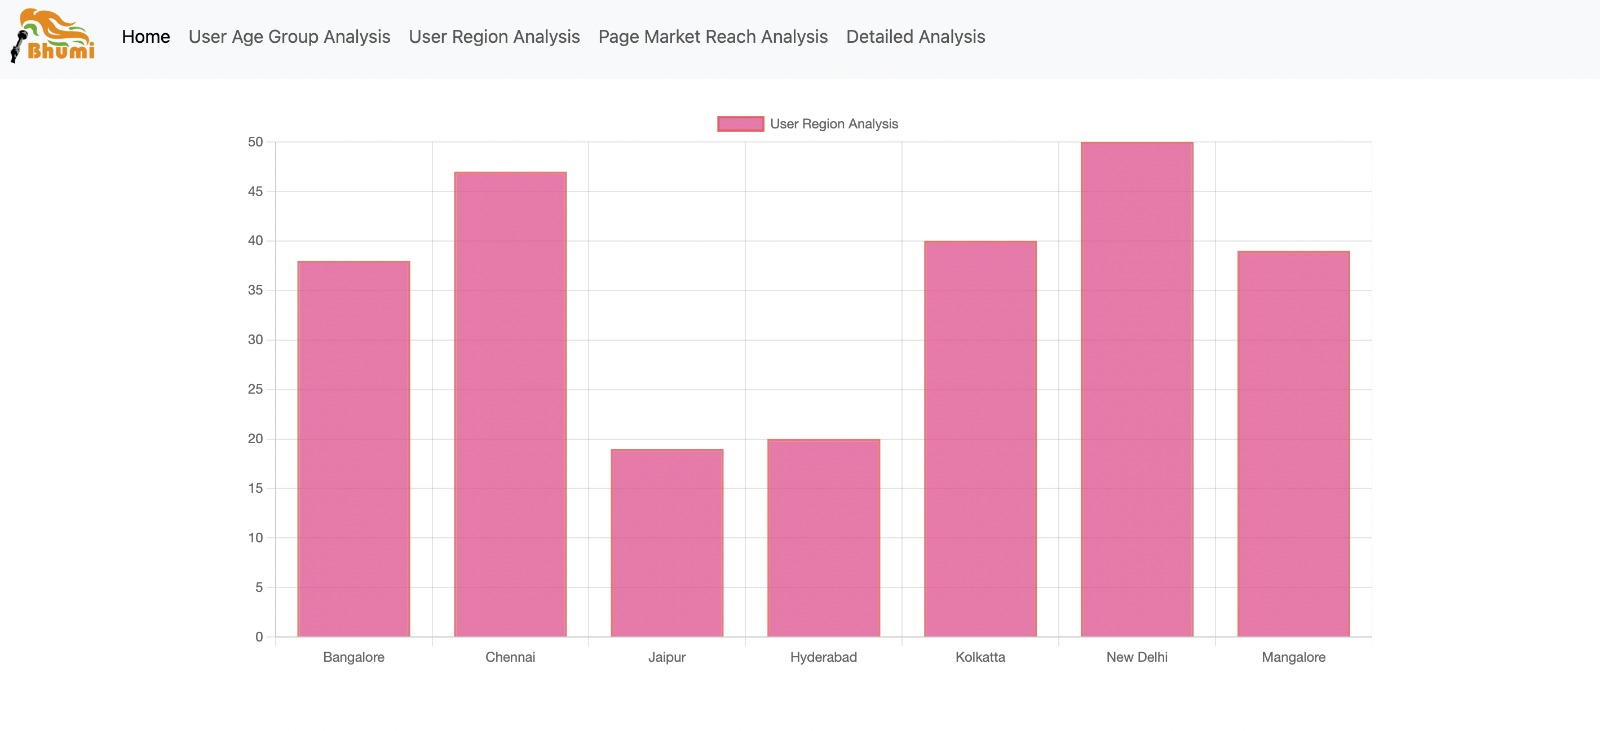 Bhumi
Home User Age Group Analysis User Region Analysis Page Market Reach Analysis Detailed Analysis
User Region Analysis
50
45
40
35
30
25
20
15
10
5
0
Bangalore Chennai Jaipur Hyderabad Kolkatta New Delhi Mangalore